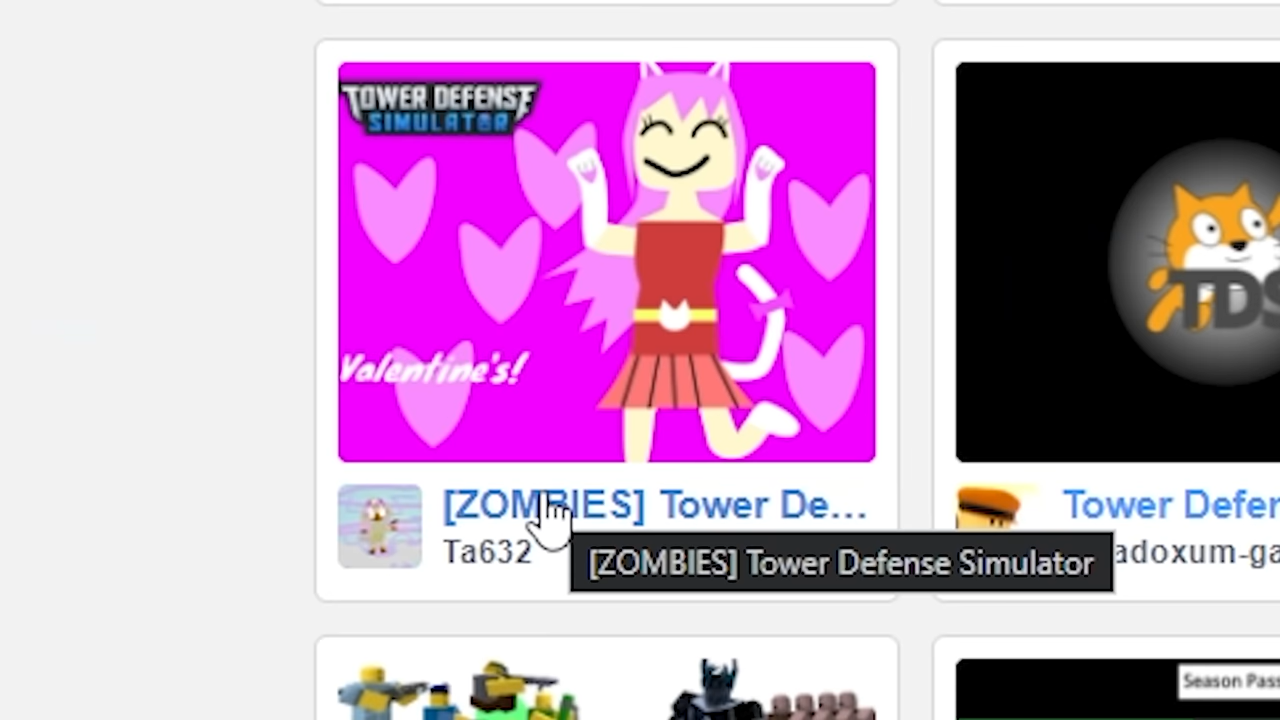 TOWER DEFENSE
SIMULATOR
Valentine's!
TDS
[ZOMBIES] Tower De...
Ta632
[ZOMBIES] Tower Defense Simulator
Tower Defen
adoxum-ga
Season Pass